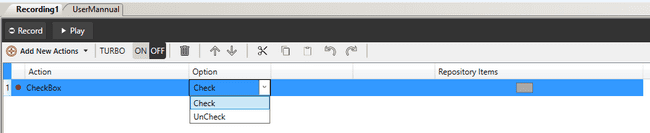 Recording1 UserMannual
Record Play
Add New Actions TURBO ON OFF
Action Option Repository Items
1 CheckBox Check
Check
UnCheck